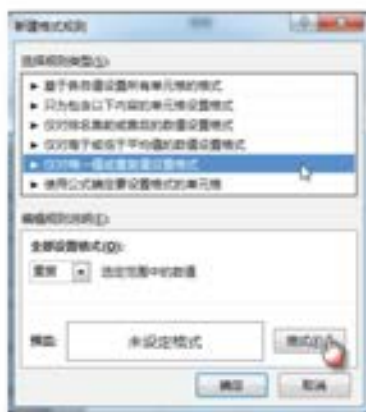 新建格式规则
选择规则类型(S):
► 基于各自值设置所有单元格的格式
► 只为包含以下内容的单元格设置格式
► 仅对排名靠前或靠后的数值设置格式
► 仅对高于或低于平均值的数值设置格式
► 仅对唯一值或重复值设置格式
► 使用公式确定要设置格式的单元格
编辑规则说明(E):
全部设置格式(O):
重复 选定范围中的数值
预览: 未设定格式 格式(F)
确定 取消